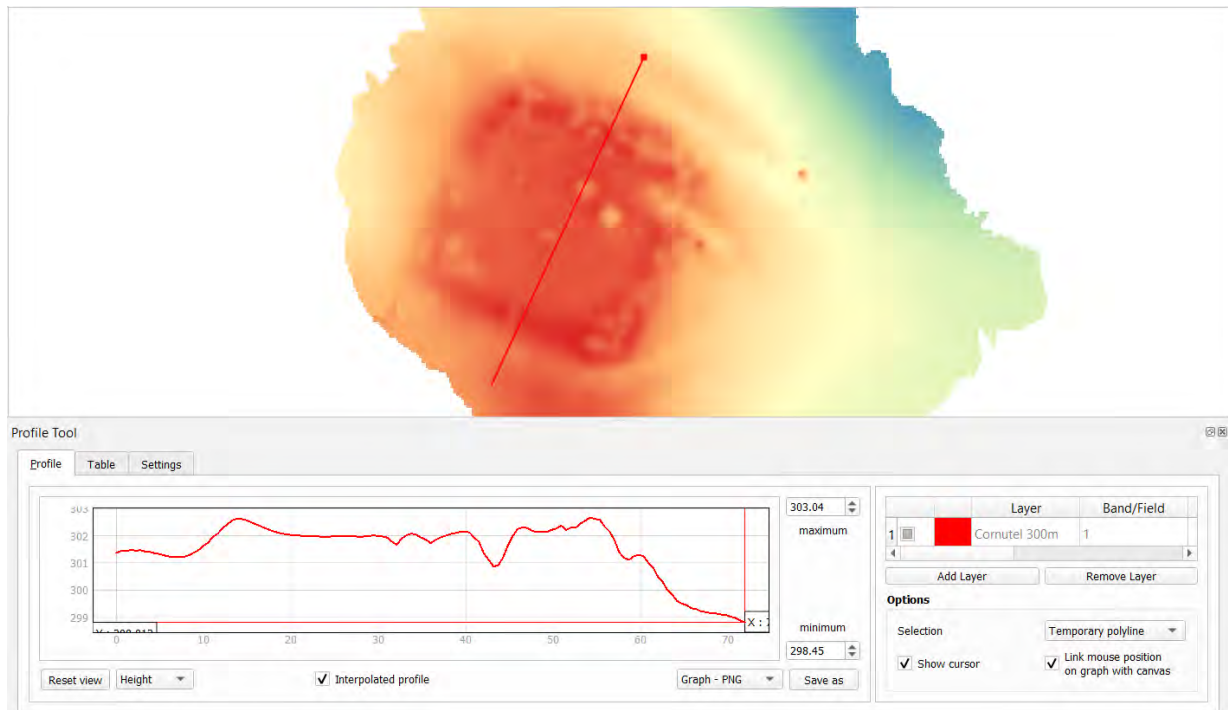 Profile Tool
Profile Table Settings
303
302
301
300
299
0 10 20 30 40 50 60 70
X :
303.04
maximum
minimum
298.45
Reset view Height Interpolated profile Graph - PNG Save as
Layer Band/Field
1 Cornutel 300m 1
Add Layer Remove Layer
Options
Selection Temporary polyline
Show cursor Link mouse position
on graph with canvas